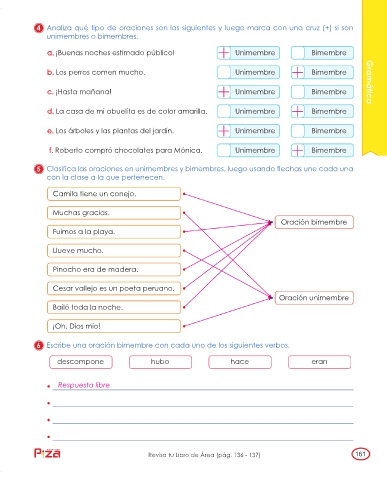 4 Analiza qué tipo de oraciones son las siguientes y luego marca con una cruz (+) si son
unimembres o bimembres.
a. ¡Buenas noches estimado público! + Unimembre Bimembre
b. Los perros comen mucho. Unimembre + Bimembre
c. ¡Hasta mañana! + Unimembre Bimembre
d. La casa de mi abuelita es de color amarilla. Unimembre + Bimembre
e. Los árboles y las plantas del jardín. + Unimembre Bimembre
f. Roberto compró chocolates para Mónica. Unimembre + Bimembre
Gramática
5 Clasifica las oraciones en unimembres y bimembres, luego usando flechas une cada una
con la clase a la que pertenecen.
Camila tiene un conejo.
Muchas gracias.
Oración bimembre
Fuimos a la playa.
Llueve mucho.
Pinocho era de madera.
Cesar vallejo es un poeta peruano.
Oración unimembre
Bailó toda la noche.
¡Oh, Dios mío!
6 Escribe una oración bimembre con cada uno de los siguientes verbos.
descompone hubo hace eran
Respuesta libre
Piza
Revisa tu Libro de Área (pág. 136 - 137)
161